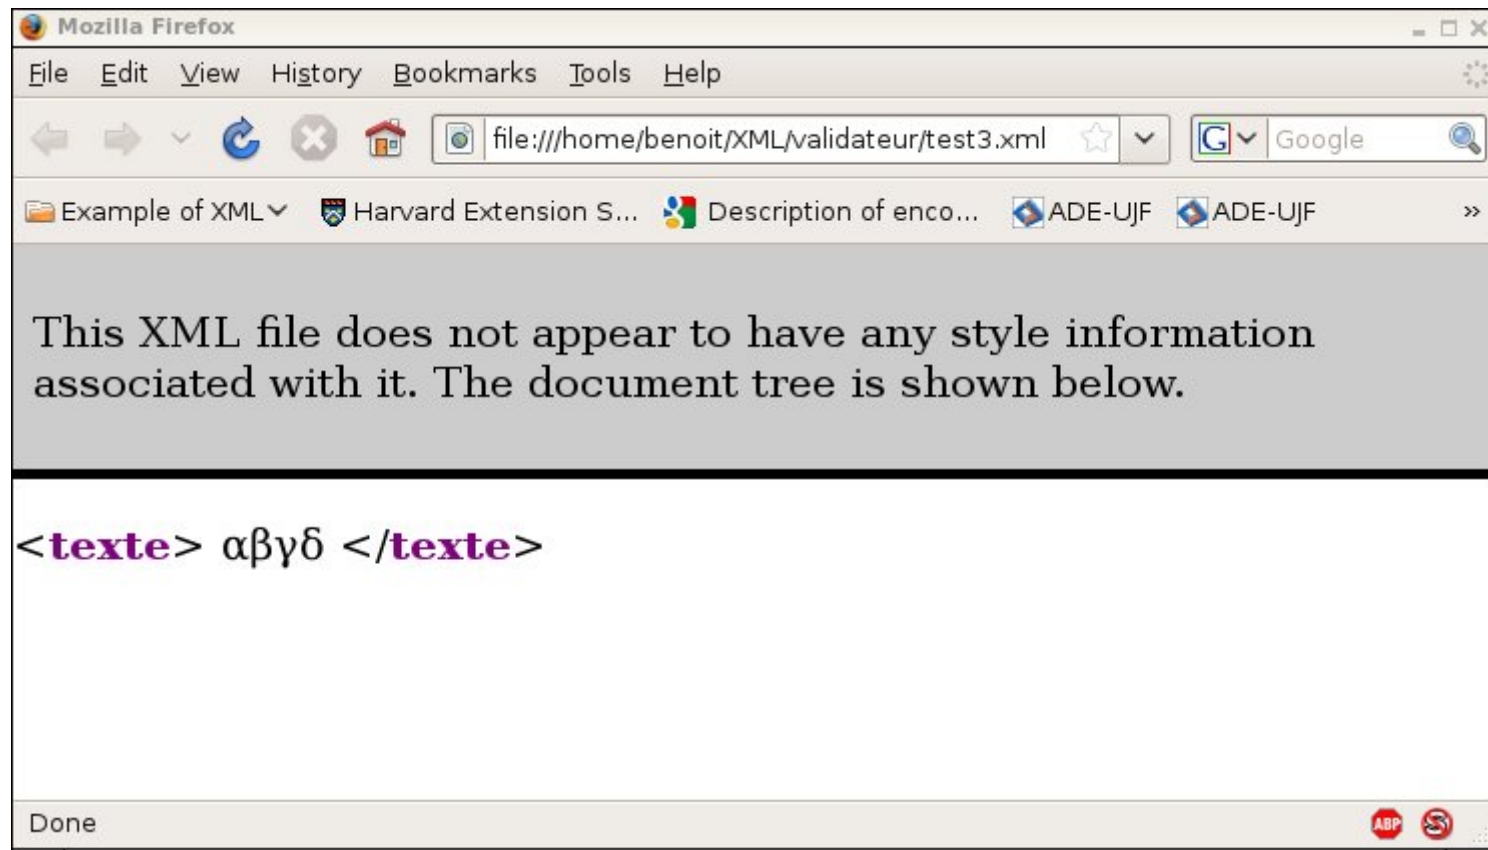 Mozilla Firefox
File Edit View History Bookmarks Tools Help
file:///home/benoit/XML/validateur/test3.xml Google
Example of XML Harvard Extension S... Description of enco... ADE-UJF ADE-UJF »
This XML file does not appear to have any style information
associated with it. The document tree is shown below.
<texte> αβγδ </texte>
Done ABP